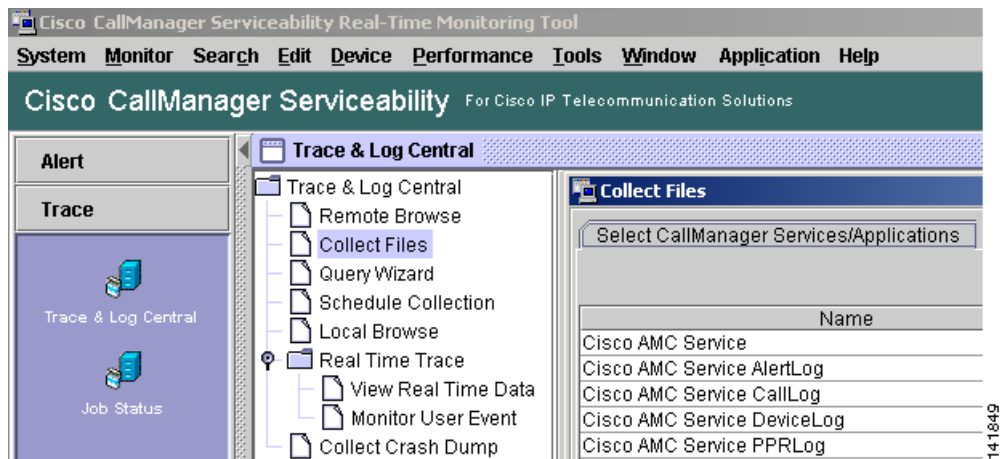 Cisco CallManager Serviceability Real-Time Monitoring Tool
System Monitor Search Edit Device Performance Tools Window Application Help
Cisco CallManager Serviceability For Cisco IP Telecommunication Solutions
Alert
Trace
Trace & Log Central
Job Status
Trace & Log Central
Trace & Log Central
Remote Browse
Collect Files
Query Wizard
Schedule Collection
Local Browse
Real Time Trace
View Real Time Data
Monitor User Event
Collect Crash Dump
Collect Files
Select CallManager Services/Applications
Name
Cisco AMC Service
Cisco AMC Service AlertLog
Cisco AMC Service CallLog
Cisco AMC Service DeviceLog
Cisco AMC Service PPRLog
141849